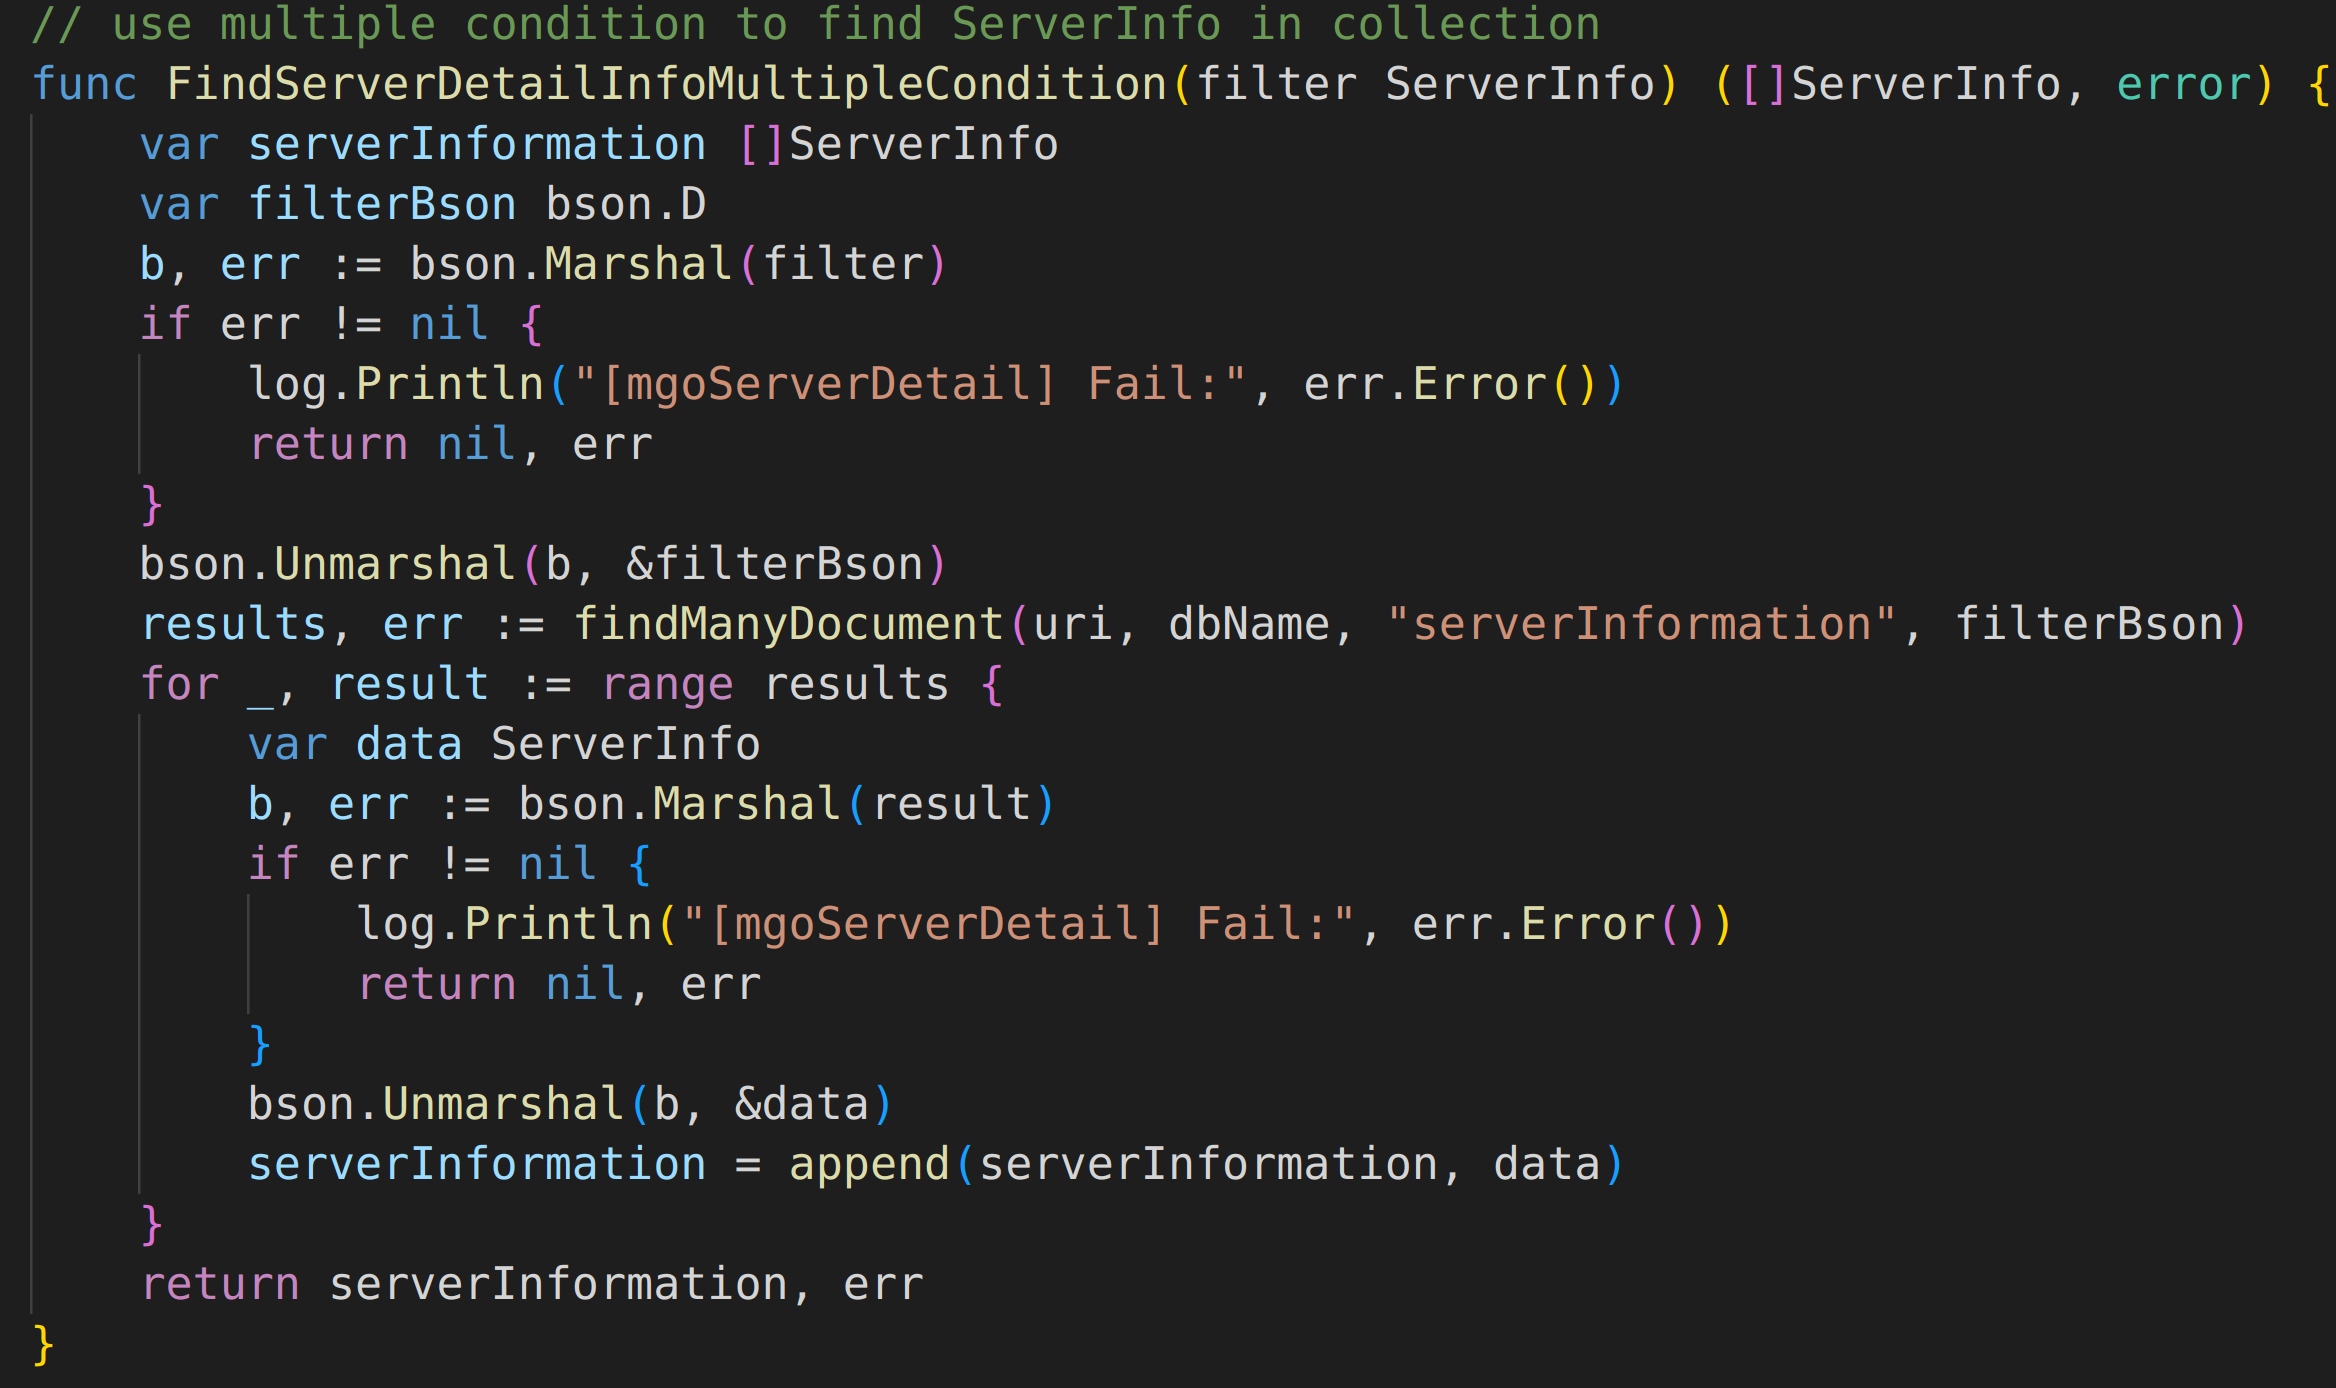 // use multiple condition to find ServerInfo in collection
func FindServerDetailInfoMultipleCondition(filter ServerInfo) ([]ServerInfo, error) {
    var serverInformation []ServerInfo
    var filterBson bson.D
    b, err := bson.Marshal(filter)
    if err != nil {
        log.Println("[mgoServerDetail] Fail:", err.Error())
        return nil, err
    }
    bson.Unmarshal(b, &filterBson)
    results, err := findManyDocument(uri, dbName, "serverInformation", filterBson)
    for _, result := range results {
        var data ServerInfo
        b, err := bson.Marshal(result)
        if err != nil {
            log.Println("[mgoServerDetail] Fail:", err.Error())
            return nil, err
        }
        bson.Unmarshal(b, &data)
        serverInformation = append(serverInformation, data)
    }
    return serverInformation, err
}